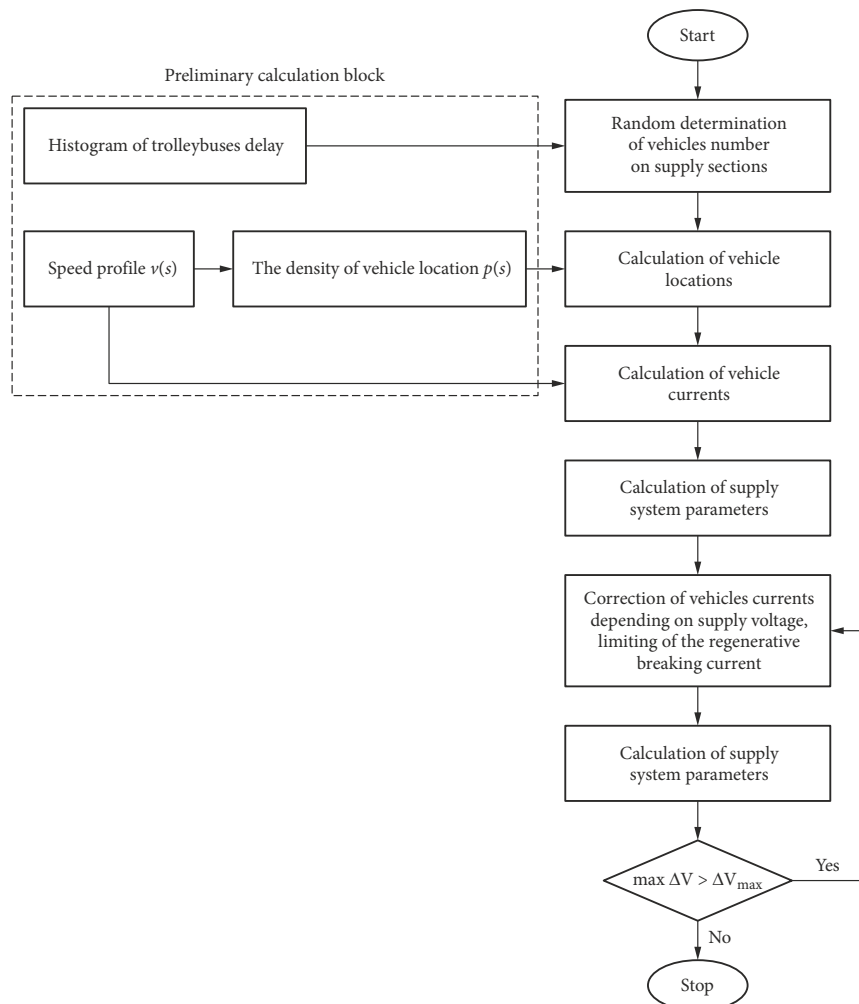 Start
Preliminary calculation block
Histogram of trolleybuses delay
Random determination
of vehicles number
on supply sections
Speed profile v(s)
The density of vehicle location p(s)
Calculation of vehicle
locations
Calculation of vehicle
currents
Calculation of supply
system parameters
Correction of vehicles currents
depending on supply voltage,
limiting of the regenerative
breaking current
Calculation of supply
system parameters
max ΔV > ΔVmax
Yes
No
Stop